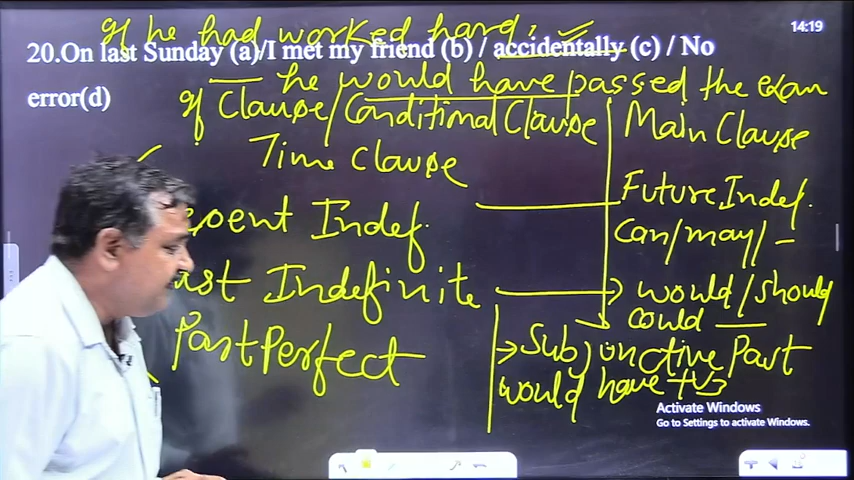 If he had worked hard.
14:19
20.On last Sunday (a)/I met my friend (b) / accidentally (c) / No
error(d)
he would have passed the exam
If Clause/Conditional Clause
Main Clause
Time Clause
Future Indef.
esent Indef.
Can/may/
ast Indefinite
would/should
could
Past Perfect
Subjunctive Past
would have + V3
Activate Windows
Go to Settings to activate Windows.